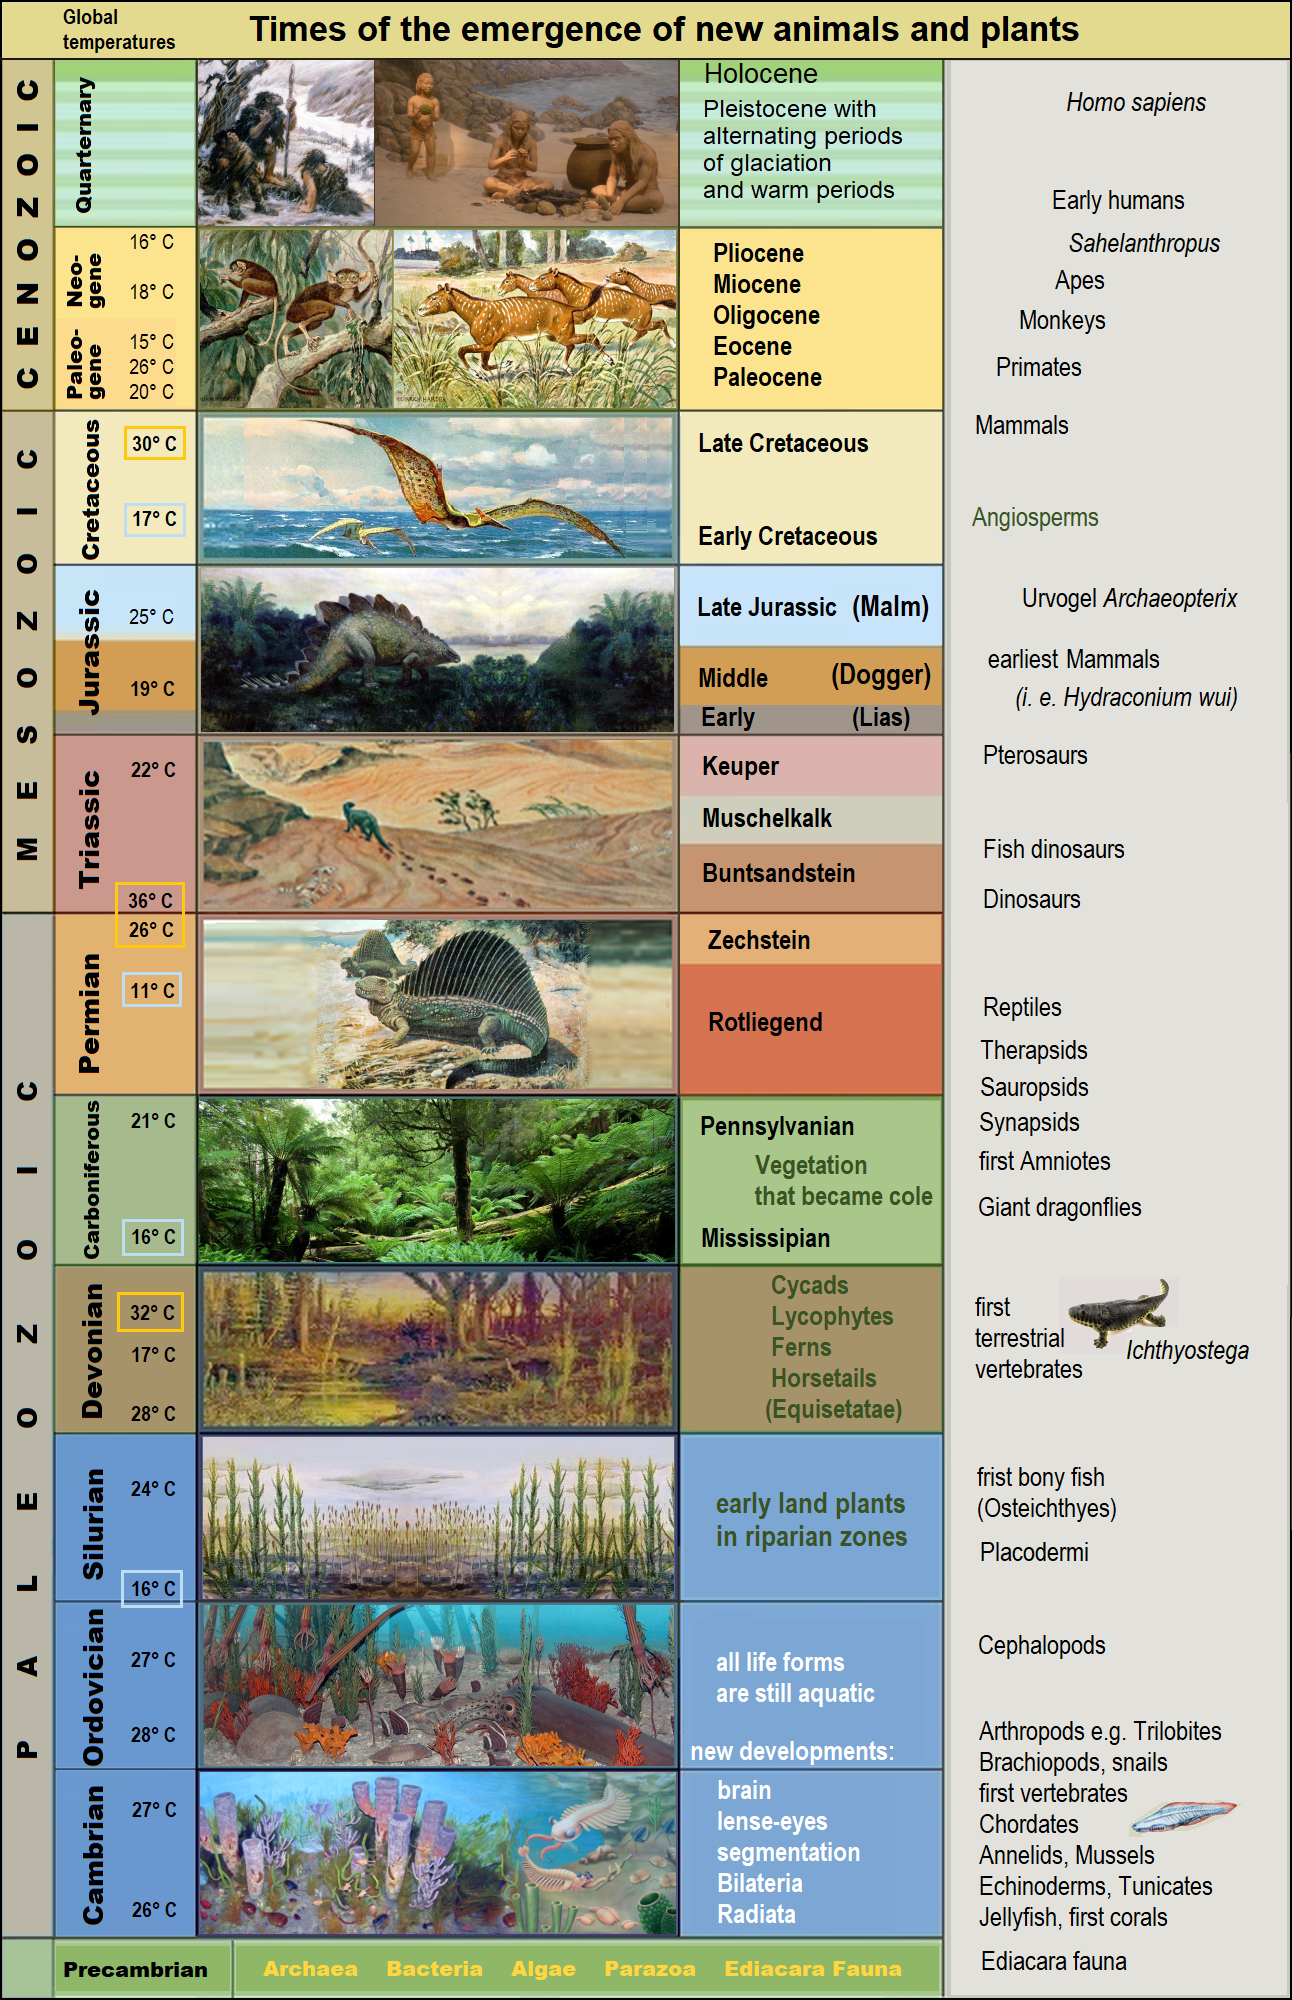 Global
temperatures
Times of the emergence of new animals and plants
CENOZOIC
Quarternary
Holocene
Pleistocene with
alternating periods
of glaciation
and warm periods
Homo sapiens
Early humans
Neo-
gene
16° C
18° C
Paleo-
gene
15° C
26° C
20° C
HEINRICH HARDER
Pliocene
Miocene
Oligocene
Eocene
Paleocene
Sahelanthropus
Apes
Monkeys
Primates
MESOZOIC
Cretaceous
30° C
17° C
Late Cretaceous
Early Cretaceous
Mammals
Angiosperms
Jurassic
25° C
19° C
Late Jurassic (Malm)
Middle (Dogger)
Early (Lias)
Urvogel Archaeopterix
earliest Mammals
(i. e. Hydraconium wui)
Triassic
22° C
36° C
Keuper
Muschelkalk
Buntsandstein
Pterosaurs
Fish dinosaurs
Dinosaurs
PALEOZOIC
Permian
26° C
11° C
Zechstein
Rotliegend
Reptiles
Therapsids
Sauropsids
Carboniferous
21° C
16° C
Pennsylvanian
Vegetation
that became cole
Mississipian
Synapsids
first Amniotes
Giant dragonflies
Devonian
32° C
17° C
28° C
Cycads
Lycophytes
Ferns
Horsetails
(Equisetatae)
first
terrestrial
vertebrates
Ichthyostega
Silurian
24° C
16° C
early land plants
in riparian zones
frist bony fish
(Osteichthyes)
Placodermi
Ordovician
27° C
28° C
all life forms
are still aquatic
new developments:
Cephalopods
Arthropods e.g. Trilobites
Brachiopods, snails
Cambrian
27° C
26° C
brain
lense-eyes
segmentation
Bilateria
Radiata
first vertebrates
Chordates
Annelids, Mussels
Echinoderms, Tunicates
Jellyfish, first corals
Precambrian
Archaea Bacteria Algae Parazoa Ediacara Fauna
Ediacara fauna